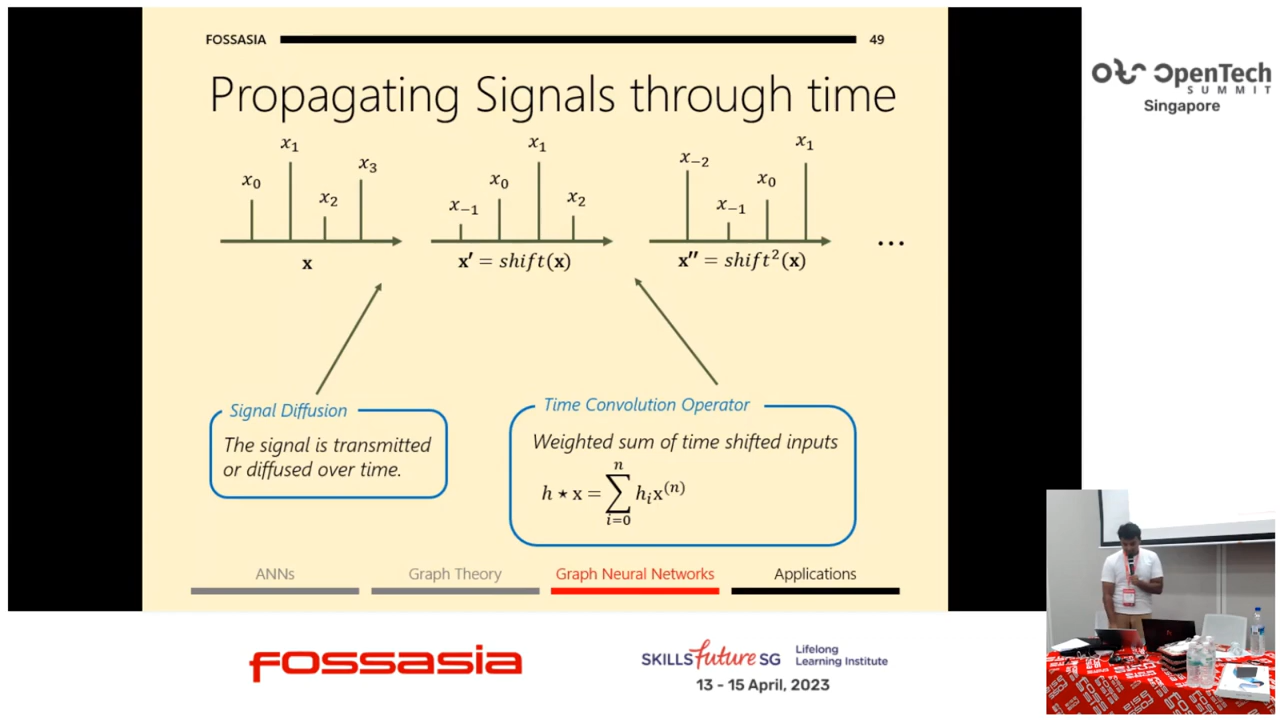 FOSSASIA 49
Propagating Signals through time
x₀ x₁ x₂ x₃
x₋₁ x₀ x₁ x₂
x₋₂ x₋₁ x₀ x₁
...
x
x′ = shift(x)
x″ = shift²(x)
Signal Diffusion
The signal is transmitted
or diffused over time.
Time Convolution Operator
Weighted sum of time shifted inputs
h ⋆ x = ∑ᵢ₌₀ⁿ hᵢx⁽ⁿ⁾
ANNs Graph Theory Graph Neural Networks Applications
OpenTech
SUMMIT
Singapore
FOSSASIA
SKILLS future SG
Lifelong
Learning Institute
13 - 15 April, 2023